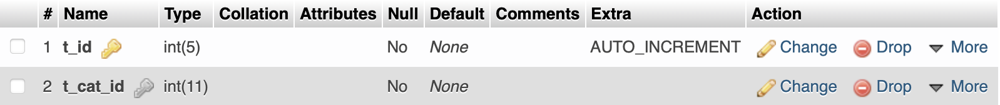 # Name Type Collation Attributes Null Default Comments Extra Action
1 t_id int(5) No None AUTO_INCREMENT Change Drop More
2 t_cat_id int(11) No None Change Drop More